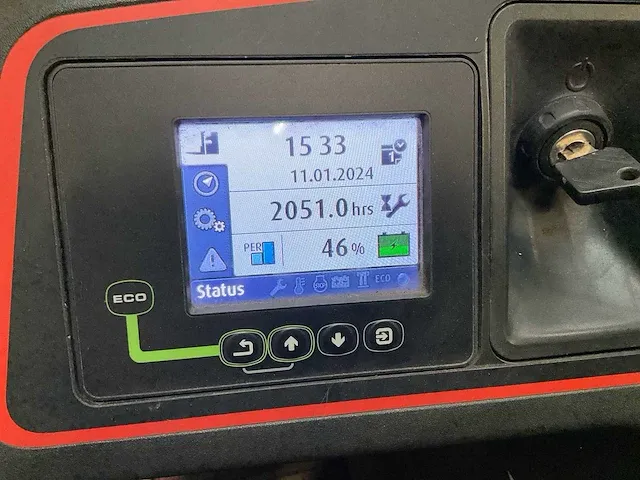 15 33
11.01.2024
2051.0 hrs
PER
46 %
Status
ECO
ECO